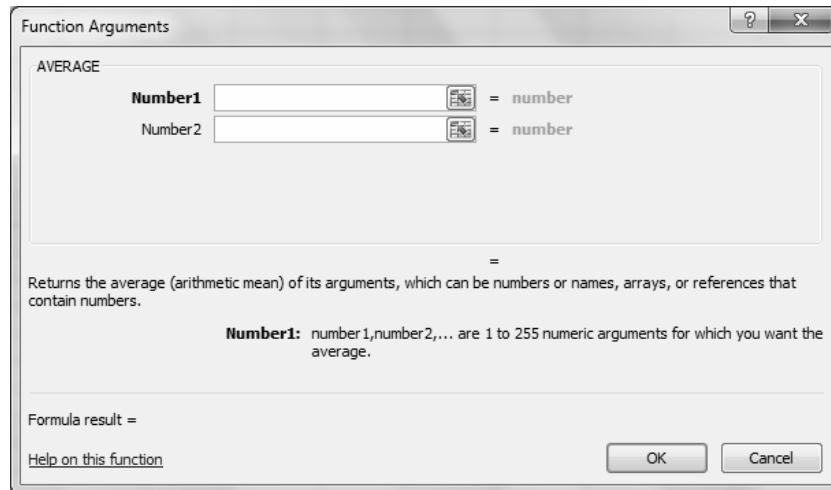 Function Arguments
AVERAGE
Number1 = number
Number2 = number
=
Returns the average (arithmetic mean) of its arguments, which can be numbers or names, arrays, or references that
contain numbers.
Number1: number1,number2,... are 1 to 255 numeric arguments for which you want the
average.
Formula result =
Help on this function
OK Cancel